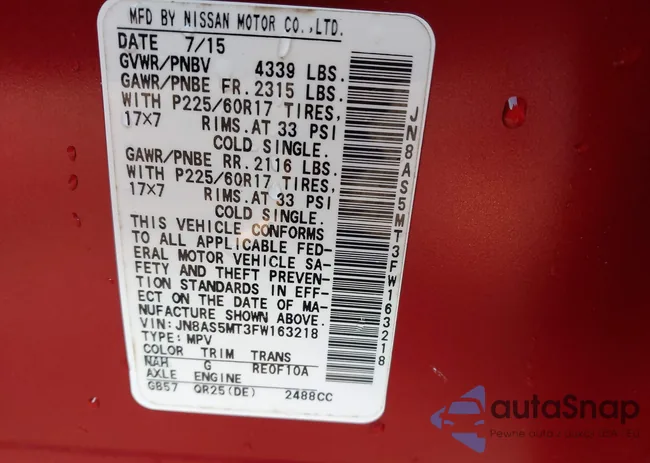 MFD BY NISSAN MOTOR CO.,LTD.
DATE 7/15
GVWR/PNBV 4339 LBS.
GAWR/PNBE FR. 2315 LBS.
WITH P225/60R17 TIRES,
17x7 RIMS.AT 33 PSI
COLD SINGLE.
GAWR/PNBE RR. 2116 LBS.
WITH P225/60R17 TIRES,
17x7 RIMS.AT 33 PSI
COLD SINGLE.
THIS VEHICLE CONFORMS
TO ALL APPLICABLE FED-
ERAL MOTOR VEHICLE SA-
FETY AND THEFT PREVEN-
TION STANDARDS IN EFF-
ECT ON THE DATE OF MA-
NUFACTURE SHOWN ABOVE.
VIN: JN8AS5MT3FW163218
TYPE: MPV
COLOR TRIM TRANS
NAH G RE0F10A
AXLE ENGINE
GB57 QR25(DE) 2488CC
JN8AS5MT3FW163218
autaSnap
Pewne auta